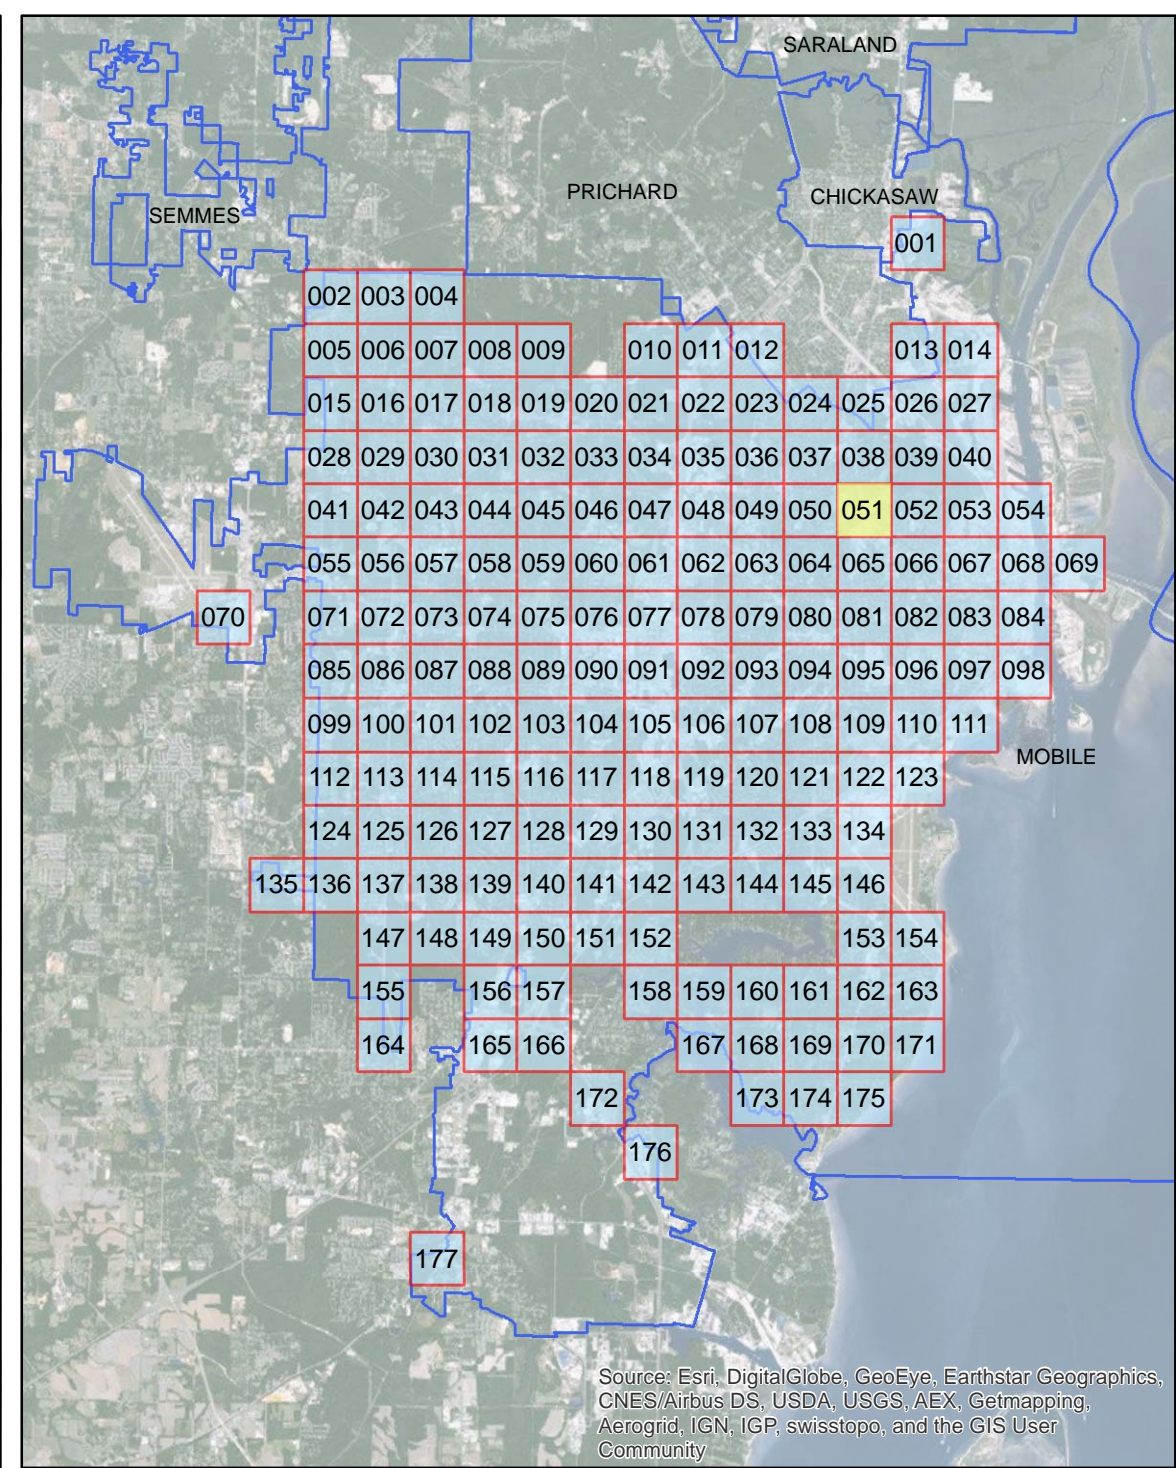 SARALAND
PRICHARD CHICKASAW
SEMMES
001
002 003 004
005 006 007 008 009 010 011 012 013 014
015 016 017 018 019 020 021 022 023 024 025 026 027
028 029 030 031 032 033 034 035 036 037 038 039 040
041 042 043 044 045 046 047 048 049 050 051 052 053 054
055 056 057 058 059 060 061 062 063 064 065 066 067 068 069
070 071 072 073 074 075 076 077 078 079 080 081 082 083 084
085 086 087 088 089 090 091 092 093 094 095 096 097 098
099 100 101 102 103 104 105 106 107 108 109 110 111
MOBILE
112 113 114 115 116 117 118 119 120 121 122 123
124 125 126 127 128 129 130 131 132 133 134
135 136 137 138 139 140 141 142 143 144 145 146
147 148 149 150 151 152 153 154
155 156 157 158 159 160 161 162 163
164 165 166 167 168 169 170 171
172 173 174 175
176
177
Source: Esri, DigitalGlobe, GeoEye, Earthstar Geographics,
CNES/Airbus DS, USDA, USGS, AEX, Getmapping,
Aerogrid, IGN, IGP, swisstopo, and the GIS User
Community